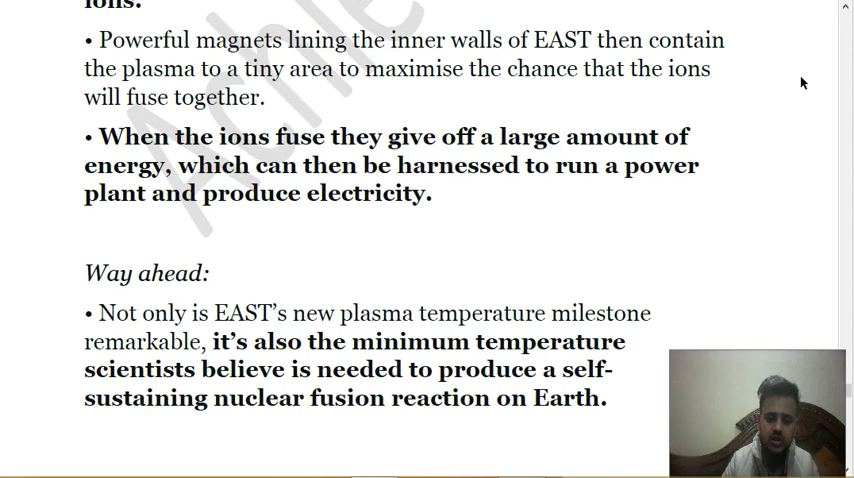 ions.
• Powerful magnets lining the inner walls of EAST then contain
the plasma to a tiny area to maximise the chance that the ions
will fuse together.
• When the ions fuse they give off a large amount of
energy, which can then be harnessed to run a power
plant and produce electricity.
Way ahead:
• Not only is EAST’s new plasma temperature milestone
remarkable, it’s also the minimum temperature
scientists believe is needed to produce a self-
sustaining nuclear fusion reaction on Earth.
Achie